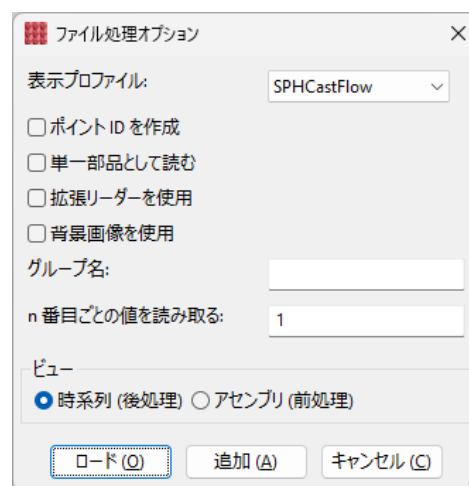 ファイル処理オプション
表示プロファイル: SPHCastFlow
ポイント ID を作成
単一部品として読む
拡張リーダーを使用
背景画像を使用
グループ名:
n 番目ごとの値を読み取る: 1
ビュー
時系列 (後処理) アセンブリ (前処理)
ロード (O) 追加 (A) キャンセル (C)